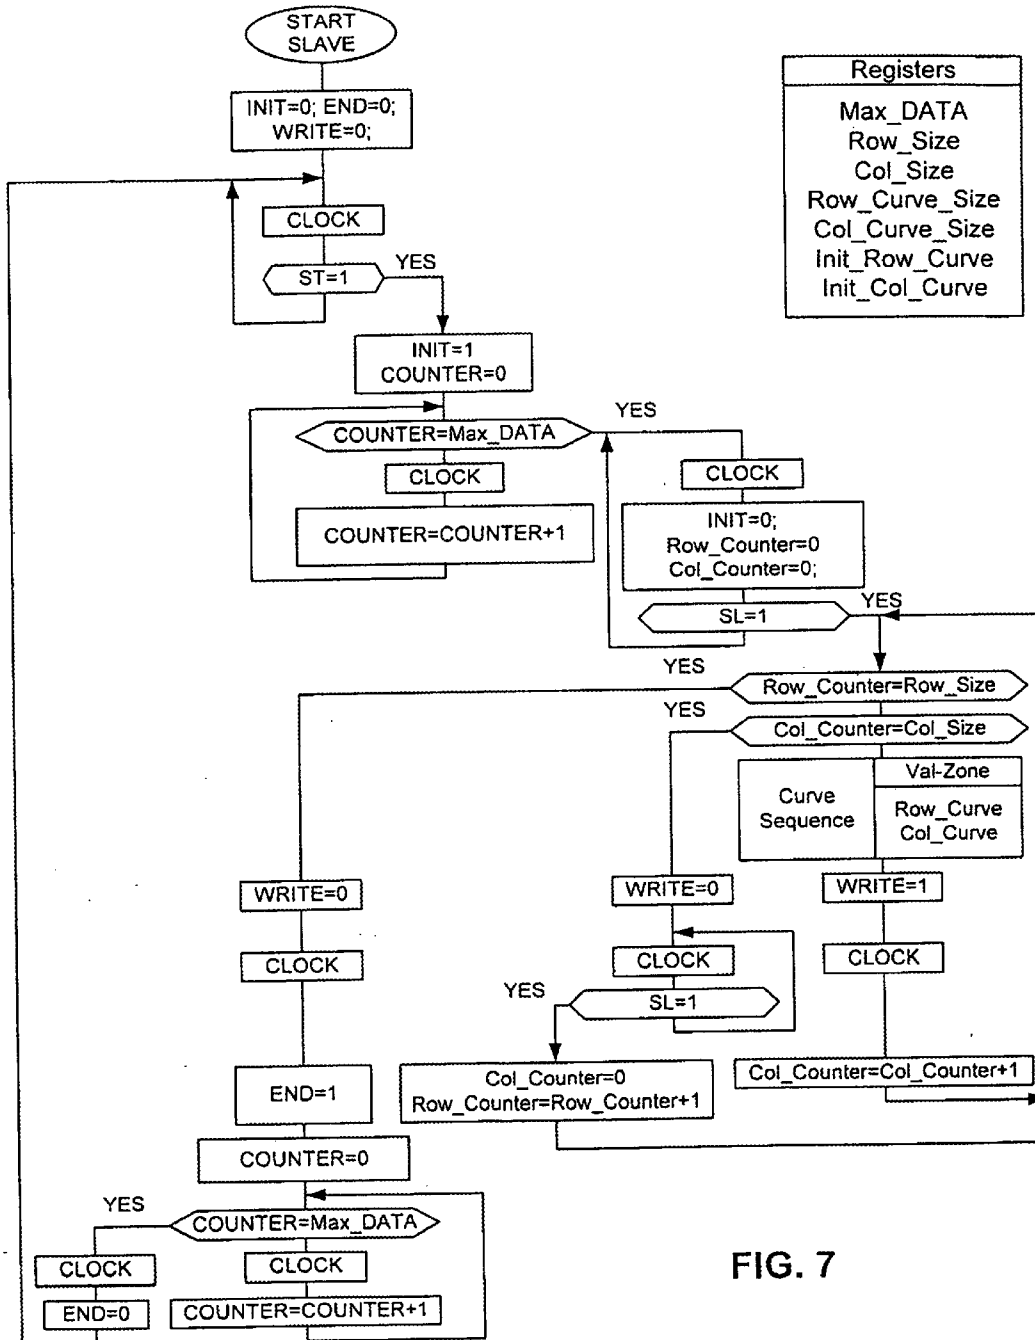 START
SLAVE
INIT=0; END=0;
WRITE=0;
CLOCK
ST=1
YES
Registers
Max_DATA
Row_Size
Col_Size
Row_Curve_Size
Col_Curve_Size
Init_Row_Curve
Init_Col_Curve
INIT=1
COUNTER=0
COUNTER=Max_DATA
YES
CLOCK
COUNTER=COUNTER+1
CLOCK
INIT=0;
Row_Counter=0
Col_Counter=0;
SL=1
YES
YES
Row_Counter=Row_Size
YES
Col_Counter=Col_Size
Curve
Sequence
Val-Zone
Row_Curve
Col_Curve
WRITE=0
CLOCK
END=1
COUNTER=0
YES
COUNTER=Max_DATA
CLOCK
COUNTER=COUNTER+1
CLOCK
END=0
WRITE=0
CLOCK
YES
SL=1
Col_Counter=0
Row_Counter=Row_Counter+1
WRITE=1
CLOCK
Col_Counter=Col_Counter+1
FIG. 7